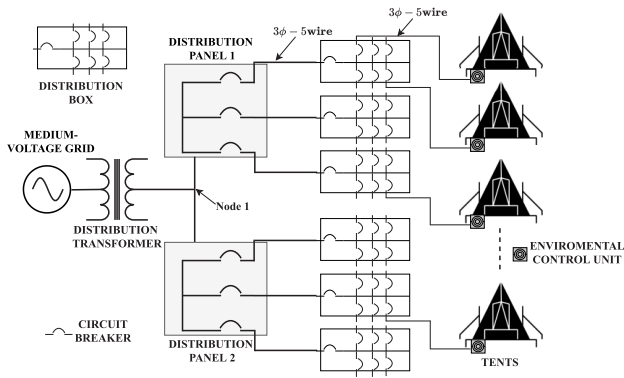 3ϕ − 5wire
3ϕ − 5wire
DISTRIBUTION
PANEL 1
DISTRIBUTION
BOX
MEDIUM-
VOLTAGE GRID
Node 1
DISTRIBUTION
TRANSFORMER
ENVIROMENTAL
CONTROL UNIT
CIRCUIT
BREAKER
DISTRIBUTION
PANEL 2
TENTS